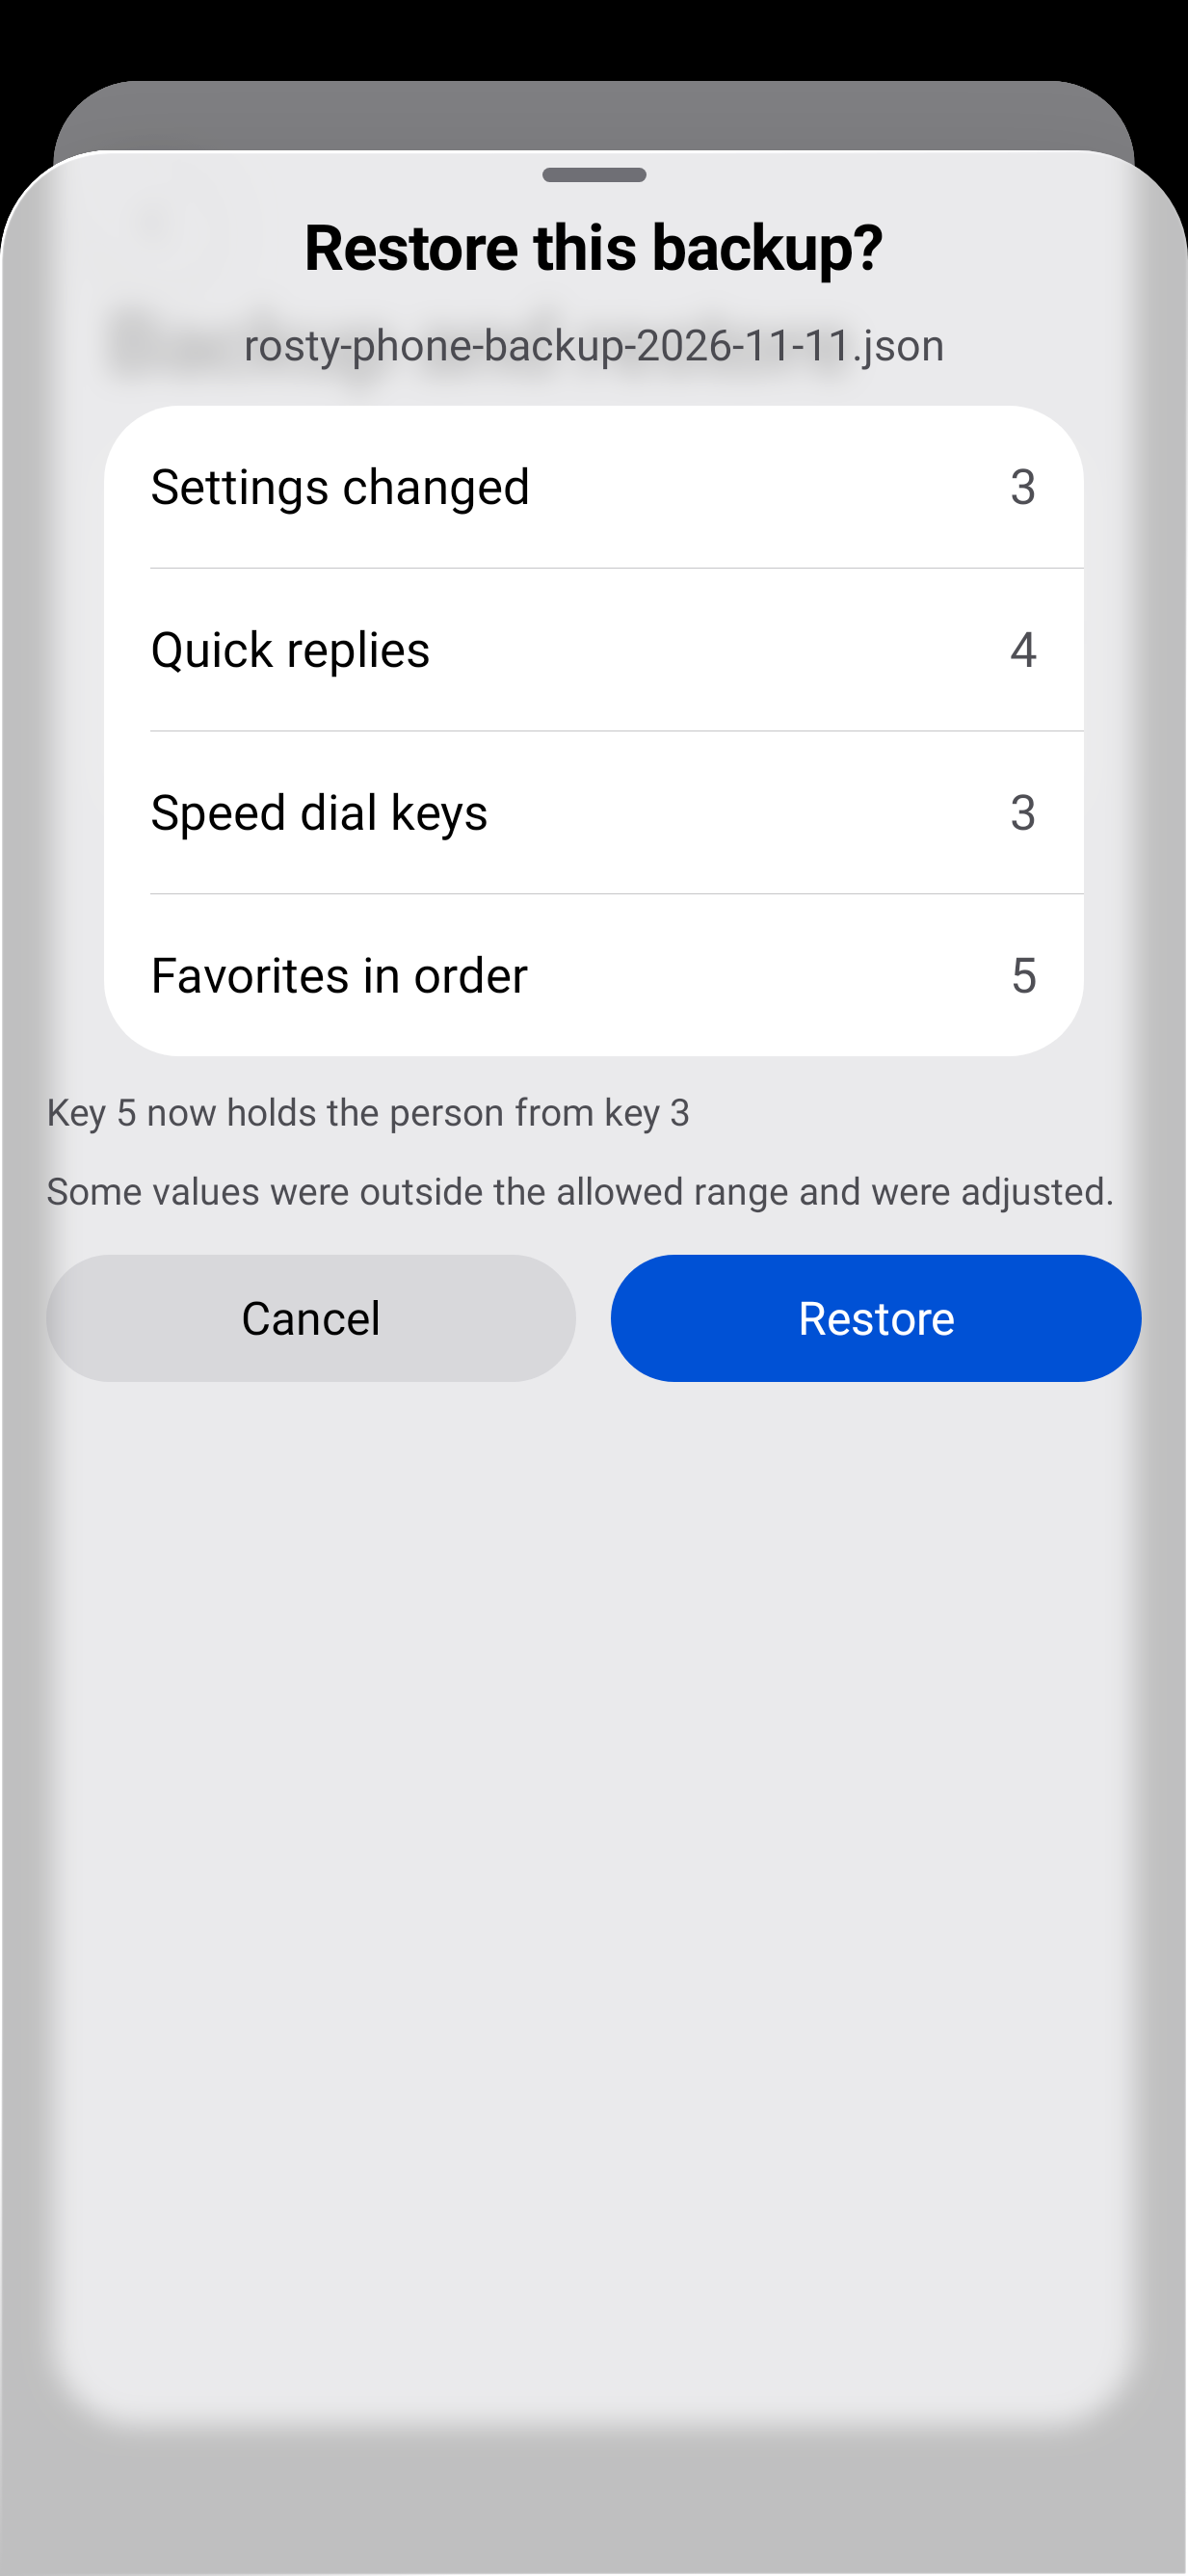 Restore this backup?
rosty-phone-backup-2026-11-11.json
Settings changed 3
Quick replies 4
Speed dial keys 3
Favorites in order 5
Key 5 now holds the person from key 3
Some values were outside the allowed range and were adjusted.
Cancel Restore